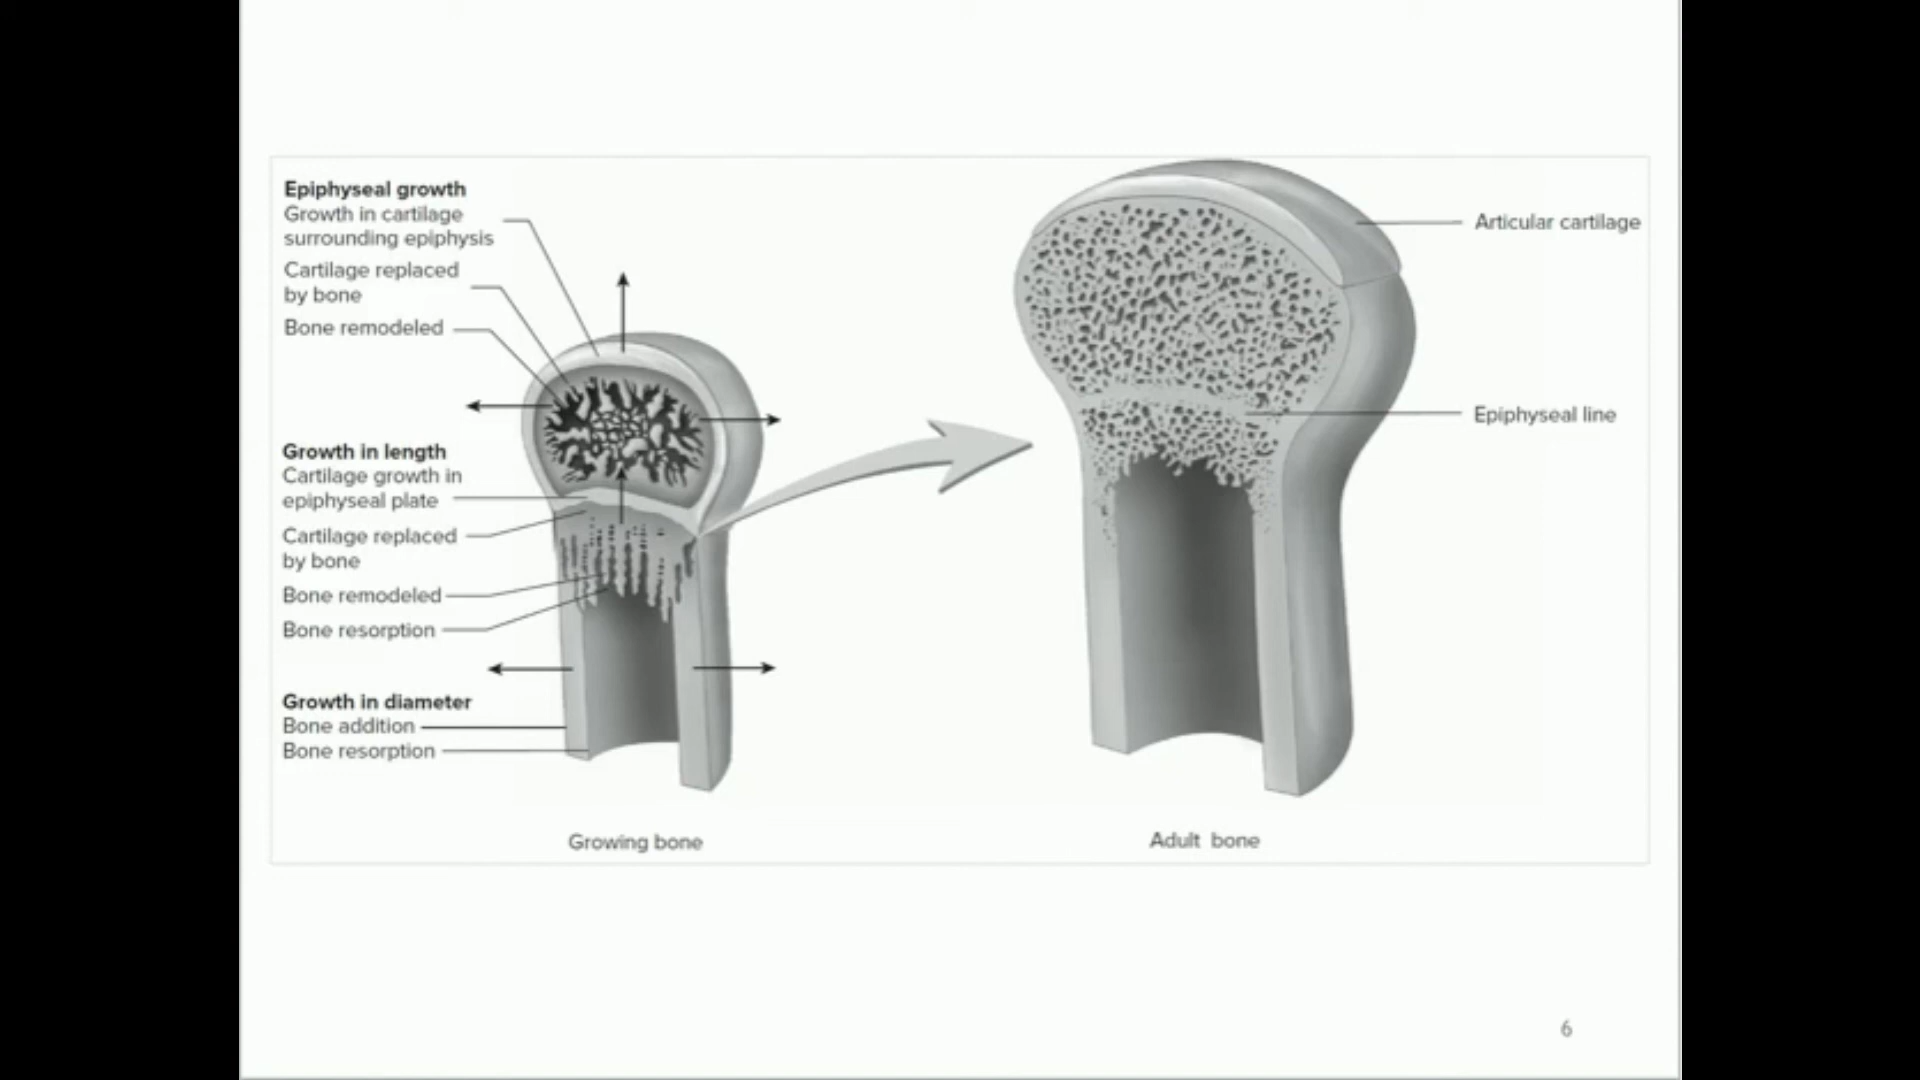 Epiphyseal growth
Growth in cartilage
surrounding epiphysis
Cartilage replaced
by bone
Bone remodeled
Growth in length
Cartilage growth in
epiphyseal plate
Cartilage replaced
by bone
Bone remodeled
Bone resorption
Growth in diameter
Bone addition
Bone resorption
Growing bone
Articular cartilage
Epiphyseal line
Adult bone
6